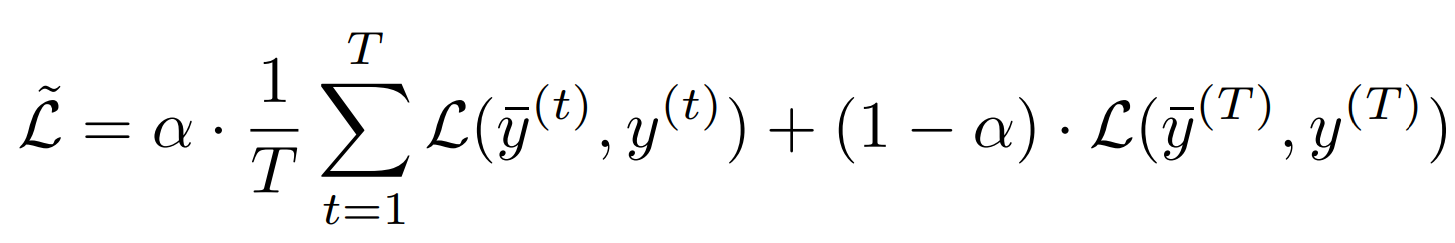 $\tilde{\mathcal{L}} = \alpha \cdot \frac{1}{T} \sum_{t=1}^{T} \mathcal{L}(\bar{y}^{(t)}, y^{(t)}) + (1 - \alpha) \cdot \mathcal{L}(\bar{y}^{(T)}, y^{(T)})$